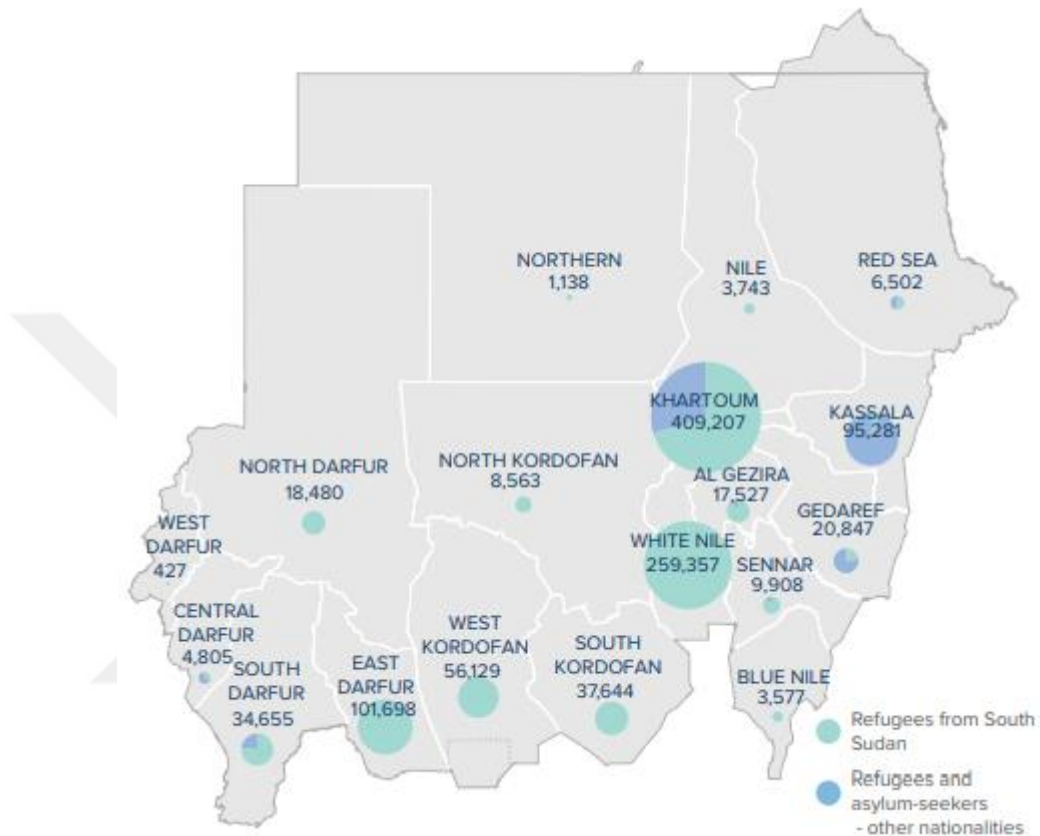 NORTHERN
1,138
NILE
3,743
RED SEA
6,502
KHARTOUM
409,207
KASSALA
95,281
NORTH DARFUR
18,480
NORTH KORDOFAN
8,563
AL GEZIRA
17,527
GEDAREF
20,847
WEST
DARFUR
427
WHITE NILE
259,357
SENNAR
9,908
CENTRAL
DARFUR
4,805
SOUTH
DARFUR
34,655
EAST
DARFUR
101,698
WEST
KORDOFAN
56,129
SOUTH
KORDOFAN
37,644
BLUE NILE
3,577
Refugees from South
Sudan
Refugees and
asylum-seekers
- other nationalities